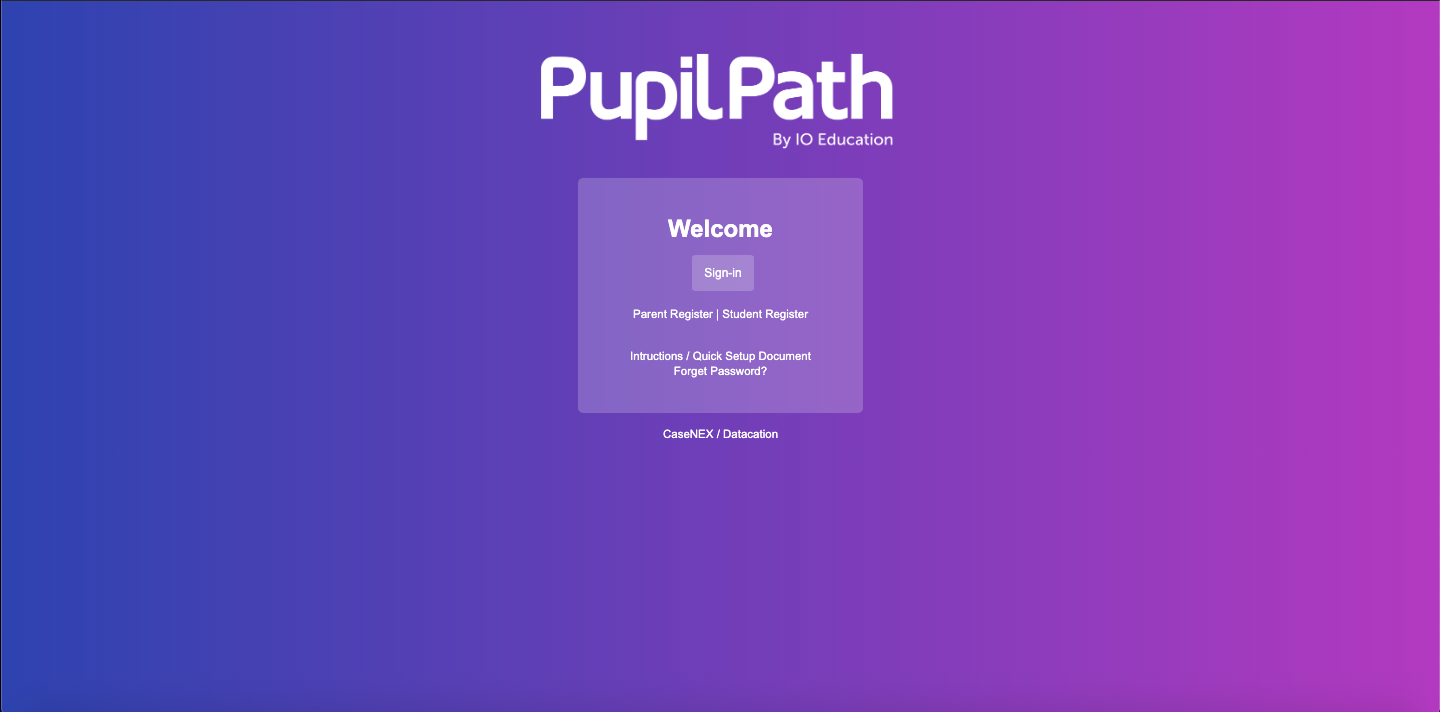 PupilPath
By IO Education
Welcome
Sign-in
Parent Register | Student Register
Intructions / Quick Setup Document
Forget Password?
CaseNEX / Datacation